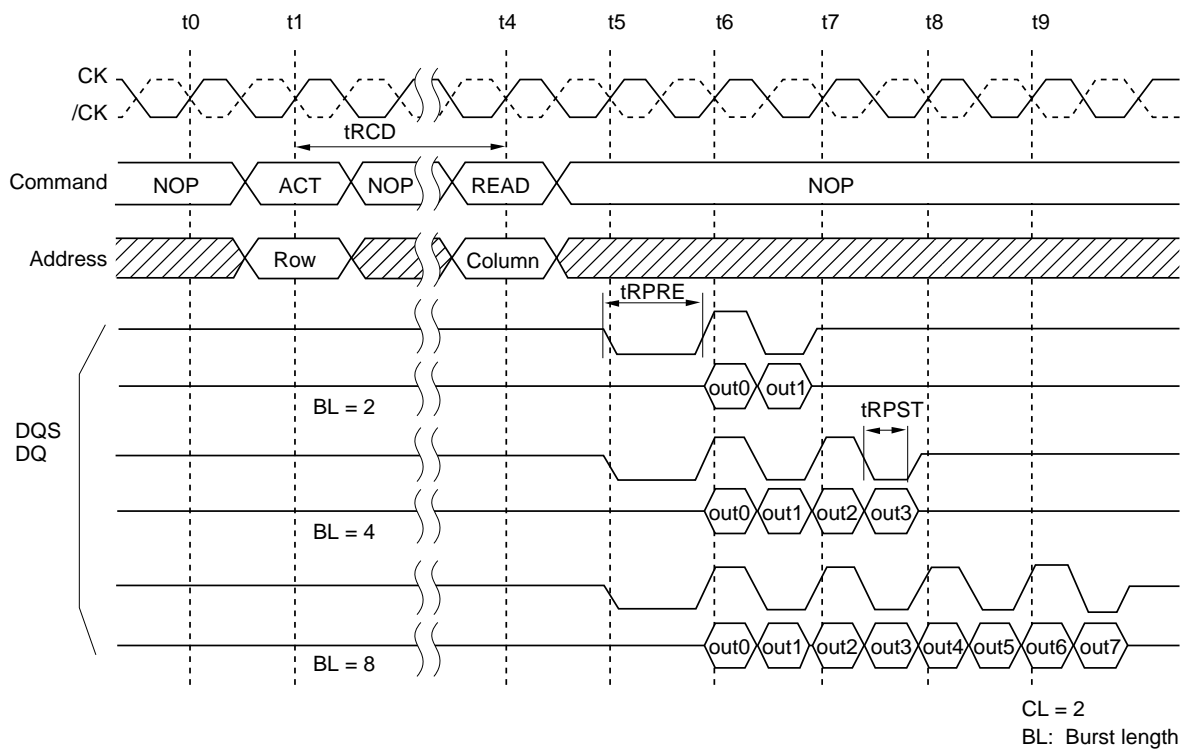 t0 t1 t4 t5 t6 t7 t8 t9
CK
/CK
tRCD
Command NOP ACT NOP READ NOP
Address Row Column
tRPRE
out0 out1
BL = 2
tRPST
DQS
DQ
out0 out1 out2 out3
BL = 4
out0 out1 out2 out3 out4 out5 out6 out7
BL = 8
CL = 2
BL: Burst length